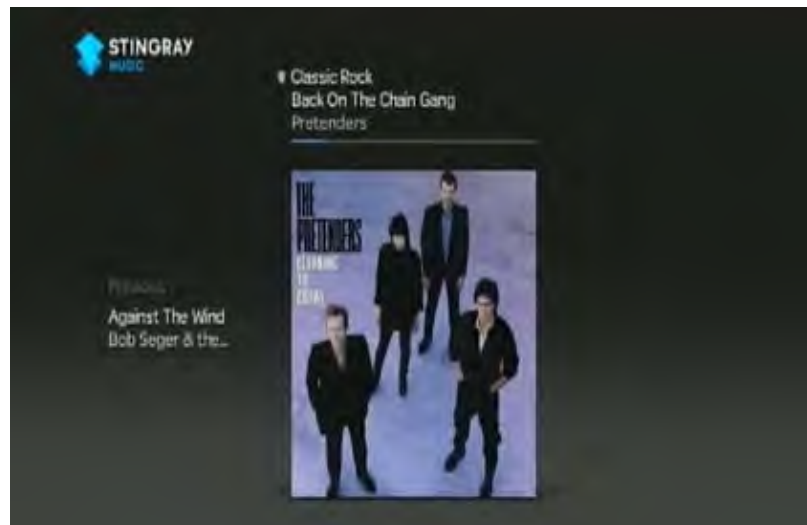 STINGRAY
MUSIC
Classic Rock
Back On The Chain Gang
Pretenders
THE
PRETENDERS
LEARNING
TO
CRAWL
Previous
Against The Wind
Bob Seger & the...